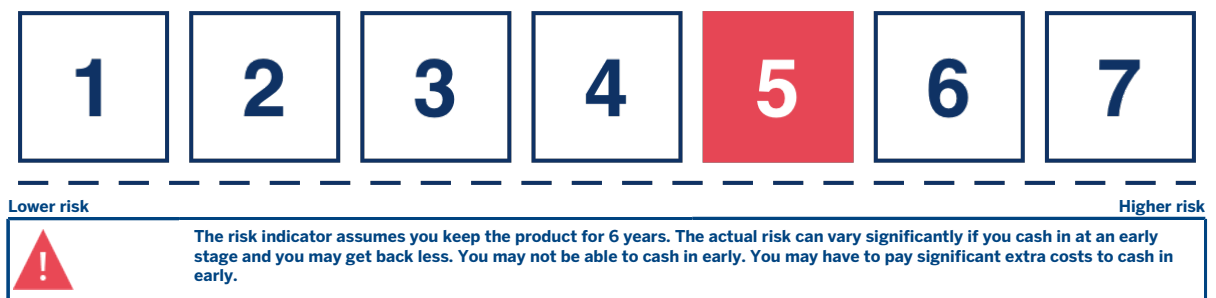 1 2 3 4 5 6 7
Lower risk Higher risk
!
The risk indicator assumes you keep the product for 6 years. The actual risk can vary significantly if you cash in at an early
stage and you may get back less. You may not be able to cash in early. You may have to pay significant extra costs to cash in
early.